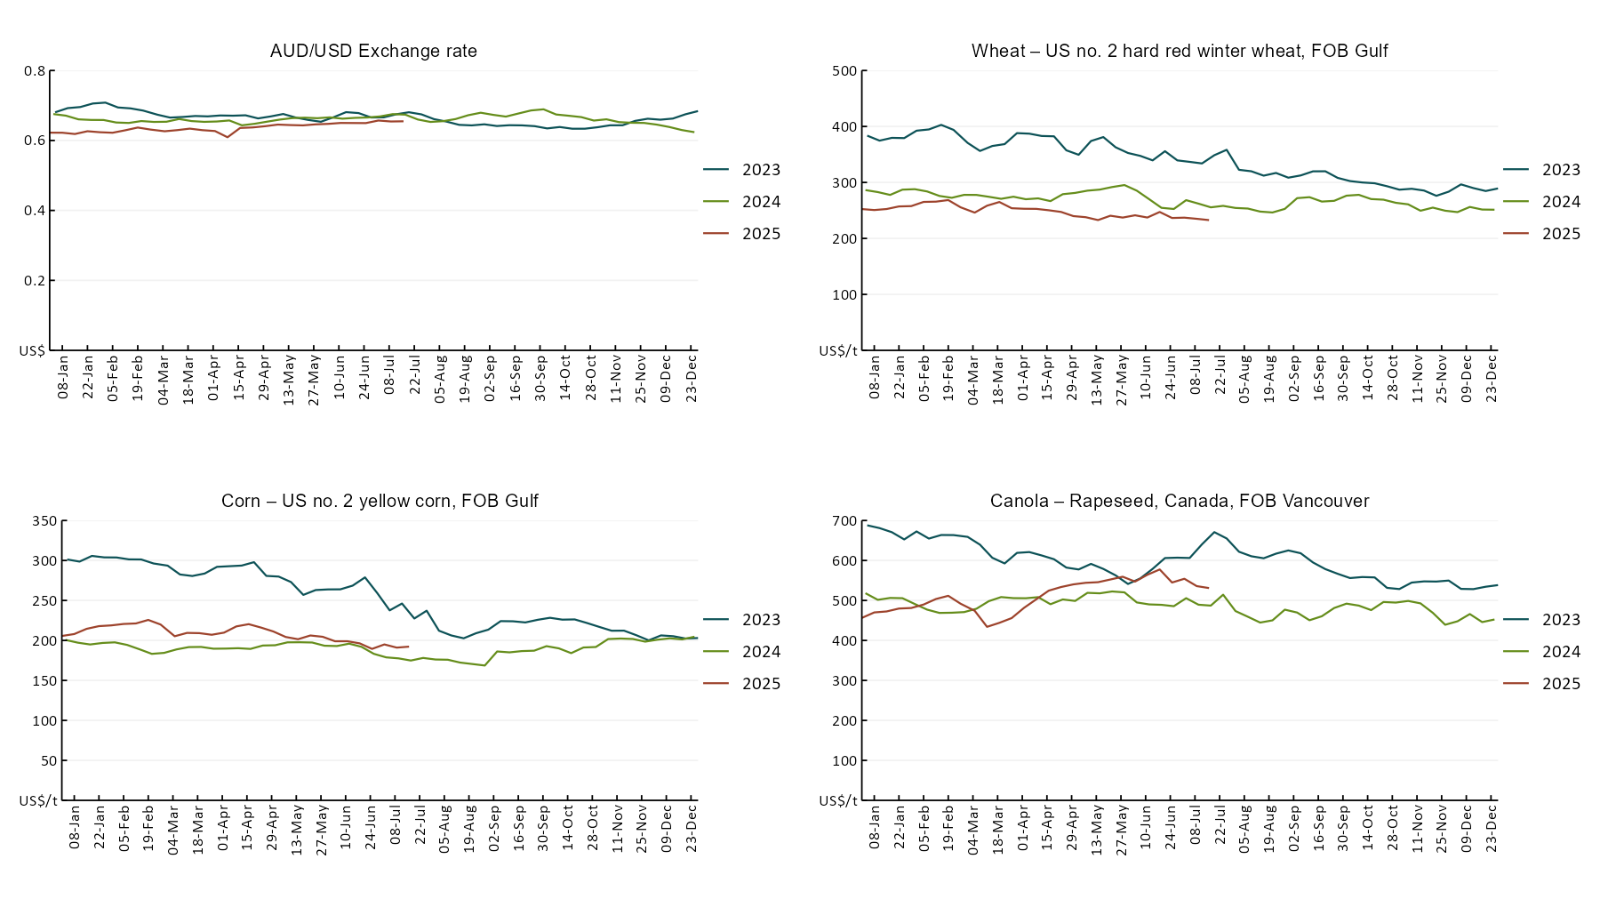 AUD/USD Exchange rate
0.8
0.6
0.4
0.2
US$
08-Jan
22-Jan
05-Feb
19-Feb
04-Mar
18-Mar
01-Apr
15-Apr
29-Apr
13-May
27-May
10-Jun
24-Jun
08-Jul
22-Jul
05-Aug
19-Aug
02-Sep
16-Sep
30-Sep
14-Oct
28-Oct
11-Nov
25-Nov
09-Dec
23-Dec
2023
2024
2025
Wheat – US no. 2 hard red winter wheat, FOB Gulf
500
400
300
200
100
US$/t
08-Jan
22-Jan
05-Feb
19-Feb
04-Mar
18-Mar
01-Apr
15-Apr
29-Apr
13-May
27-May
10-Jun
24-Jun
08-Jul
22-Jul
05-Aug
19-Aug
02-Sep
16-Sep
30-Sep
14-Oct
28-Oct
11-Nov
25-Nov
09-Dec
23-Dec
2023
2024
2025
Corn – US no. 2 yellow corn, FOB Gulf
350
300
250
200
150
100
50
US$/t
08-Jan
22-Jan
05-Feb
19-Feb
04-Mar
18-Mar
01-Apr
15-Apr
29-Apr
13-May
27-May
10-Jun
24-Jun
08-Jul
22-Jul
05-Aug
19-Aug
02-Sep
16-Sep
30-Sep
14-Oct
28-Oct
11-Nov
25-Nov
09-Dec
23-Dec
2023
2024
2025
Canola – Rapeseed, Canada, FOB Vancouver
700
600
500
400
300
200
100
US$/t
08-Jan
22-Jan
05-Feb
19-Feb
04-Mar
18-Mar
01-Apr
15-Apr
29-Apr
13-May
27-May
10-Jun
24-Jun
08-Jul
22-Jul
05-Aug
19-Aug
02-Sep
16-Sep
30-Sep
14-Oct
28-Oct
11-Nov
25-Nov
09-Dec
23-Dec
2023
2024
2025